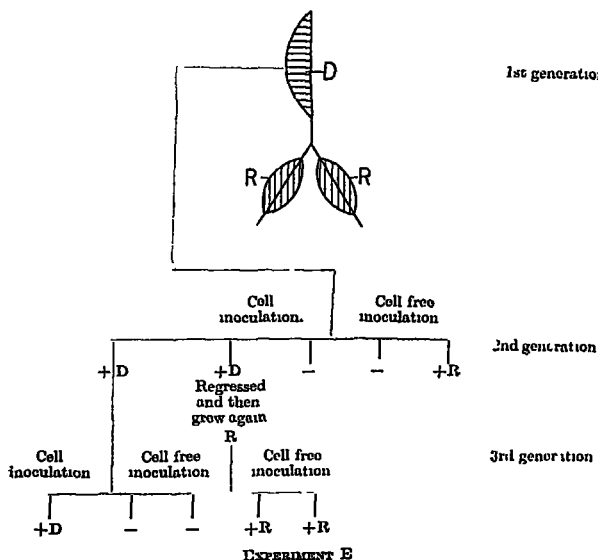 D
1st generation
R R
Cell inoculation.
Cell free inoculation
2nd generation
+D +D − − +R
Regressed
and then
grow again
R
Cell inoculation
Cell free inoculation
Cell free inoculation
3rd generation
+D − − +R +R
EXPERIMENT E